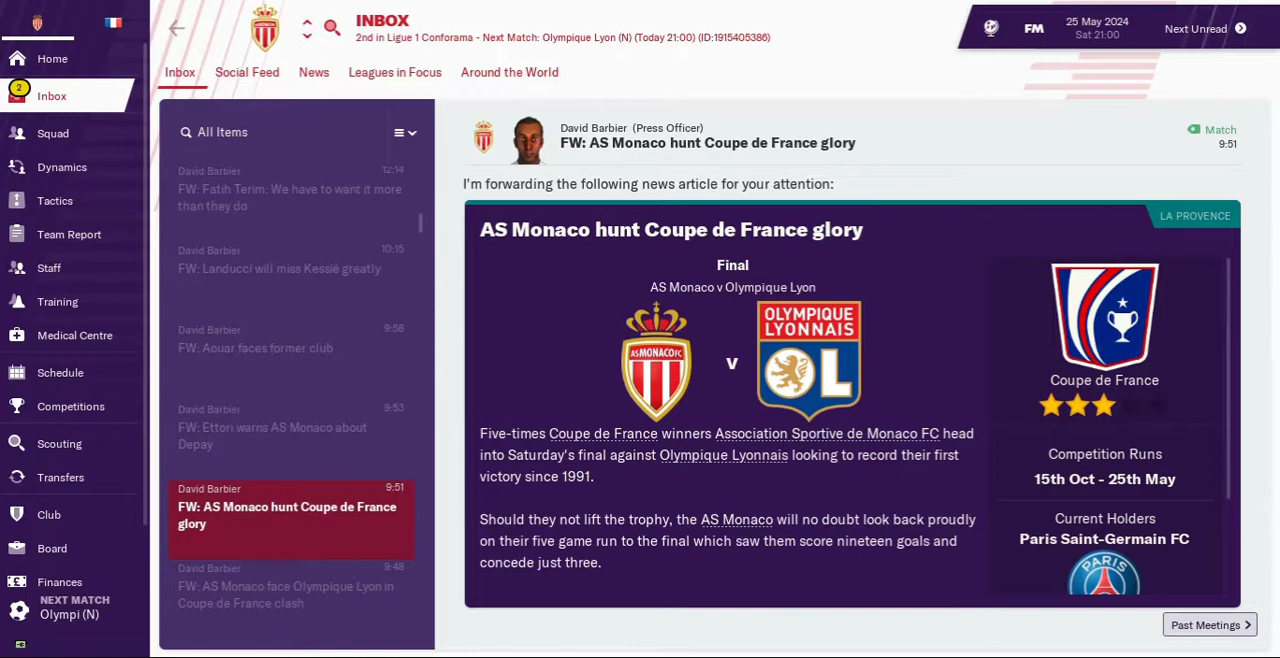 INBOX
2nd in Ligue 1 Conforama - Next Match: Olympique Lyon (N) (Today 21:00) (ID:1915405386)
FM
25 May 2024
Sat 21:00
Next Unread
Home
2
Inbox
Squad
Dynamics
Tactics
Team Report
Staff
Training
Medical Centre
Schedule
Competitions
Scouting
Transfers
Club
Board
Finances
NEXT MATCH
Olympi (N)
Inbox
Social Feed
News
Leagues in Focus
Around the World
All Items
David Barbier 12:14
FW: Fatih Terim: We have to want it more
than they do
David Barbier 10:15
FW: Landucci will miss Kessié greatly
David Barbier 9:58
FW: Aouar faces former club
David Barbier 9:53
FW: Ettori warns AS Monaco about
Depay
David Barbier 9:51
FW: AS Monaco hunt Coupe de France
glory
David Barbier 9:48
FW: AS Monaco face Olympique Lyon in
Coupe de France clash
David Barbier (Press Officer)
FW: AS Monaco hunt Coupe de France glory
Match
9:51
I'm forwarding the following news article for your attention:
LA PROVENCE
AS Monaco hunt Coupe de France glory
Final
AS Monaco v Olympique Lyon
AS MONACO FC
v
OLYMPIQUE
LYONNAIS
OL
Five-times Coupe de France winners Association Sportive de Monaco FC head
into Saturday's final against Olympique Lyonnais looking to record their first
victory since 1991.
Should they not lift the trophy, the AS Monaco will no doubt look back proudly
on their five game run to the final which saw them score nineteen goals and
concede just three.
Coupe de France
Competition Runs
15th Oct - 25th May
Current Holders
Paris Saint-Germain FC
PARIS
Past Meetings